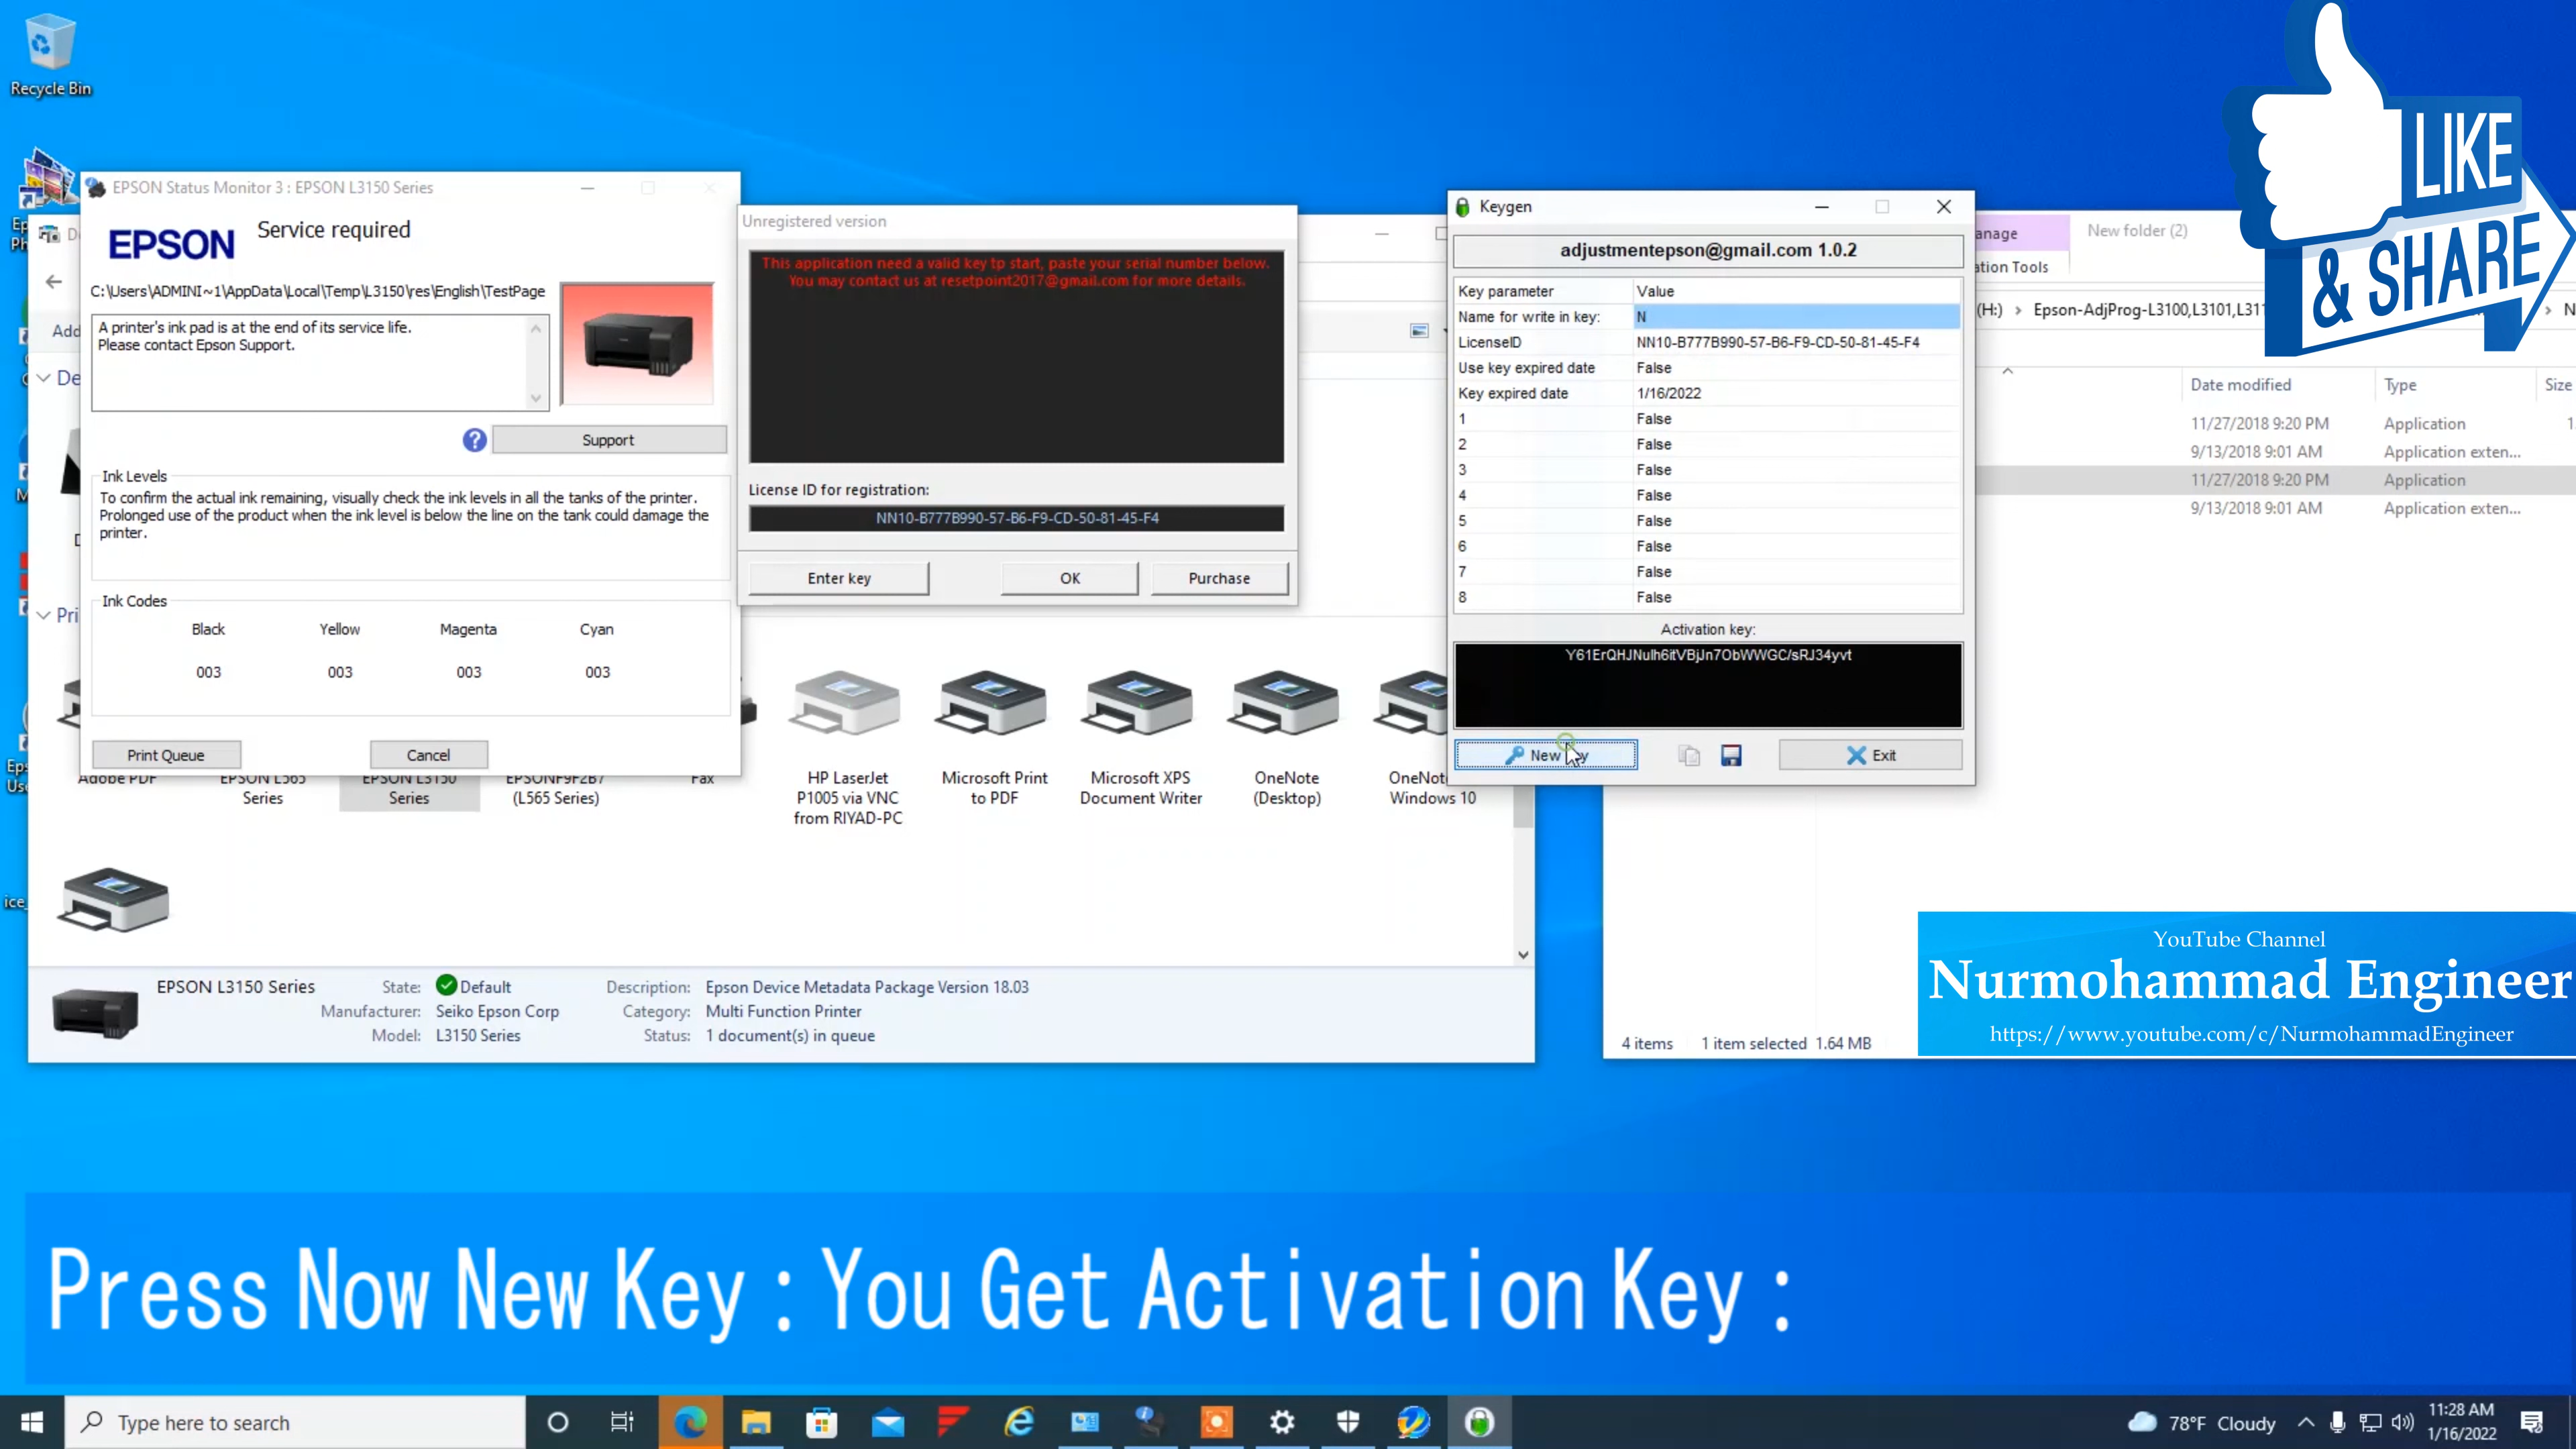 Recycle Bin
EPSON Status Monitor 3 : EPSON L3150 Series
EPSON
Service required
C:\Users\ADMINI~1\AppData\Local\Temp\L3150\res\English\TestPage
A printer's ink pad is at the end of its service life.
Please contact Epson Support.
Support
Ink Levels
To confirm the actual ink remaining, visually check the ink levels in all the tanks of the printer.
Prolonged use of the product when the ink level is below the line on the tank could damage the
printer.
Ink Codes
Black Yellow Magenta Cyan
003 003 003 003
Print Queue Cancel
Unregistered version
This application need a valid key tp start, paste your serial number below.
You may contact us at resetpoint2017@gmail.com for more details.
License ID for registration:
NN10-B777B990-57-B6-F9-CD-50-81-45-F4
Enter key OK Purchase
Keygen
adjustmentepson@gmail.com 1.0.2
Key parameter Value
Name for write in key: N
LicenseID NN10-B777B990-57-B6-F9-CD-50-81-45-F4
Use key expired date False
Key expired date 1/16/2022
1 False
2 False
3 False
4 False
5 False
6 False
7 False
8 False
Activation key:
Y61ErQHJNulh6itVBjJn7ObWWGC/sRJ34yvt
New Key Exit
New folder (2)
ation Tools
(H:) > Epson-AdjProg-L3100,L3101,L311
Date modified Type Size
11/27/2018 9:20 PM Application 1
9/13/2018 9:01 AM Application exten...
11/27/2018 9:20 PM Application
9/13/2018 9:01 AM Application exten...
4 items 1 item selected 1.64 MB
LIKE
& SHARE
Adobe PDF
EPSON L565
Series
EPSON L3150
Series
EPSONF9F2B7
(L565 Series)
Fax
HP LaserJet
P1005 via VNC
from RIYAD-PC
Microsoft Print
to PDF
Microsoft XPS
Document Writer
OneNote
(Desktop)
OneNot
Windows 10
EPSON L3150 Series State: Default Description: Epson Device Metadata Package Version 18.03
Manufacturer: Seiko Epson Corp Category: Multi Function Printer
Model: L3150 Series Status: 1 document(s) in queue
YouTube Channel
Nurmohammad Engineer
https://www.youtube.com/c/NurmohammadEngineer
Press Now New Key : You Get Activation Key :
Type here to search
78°F Cloudy
11:28 AM
1/16/2022